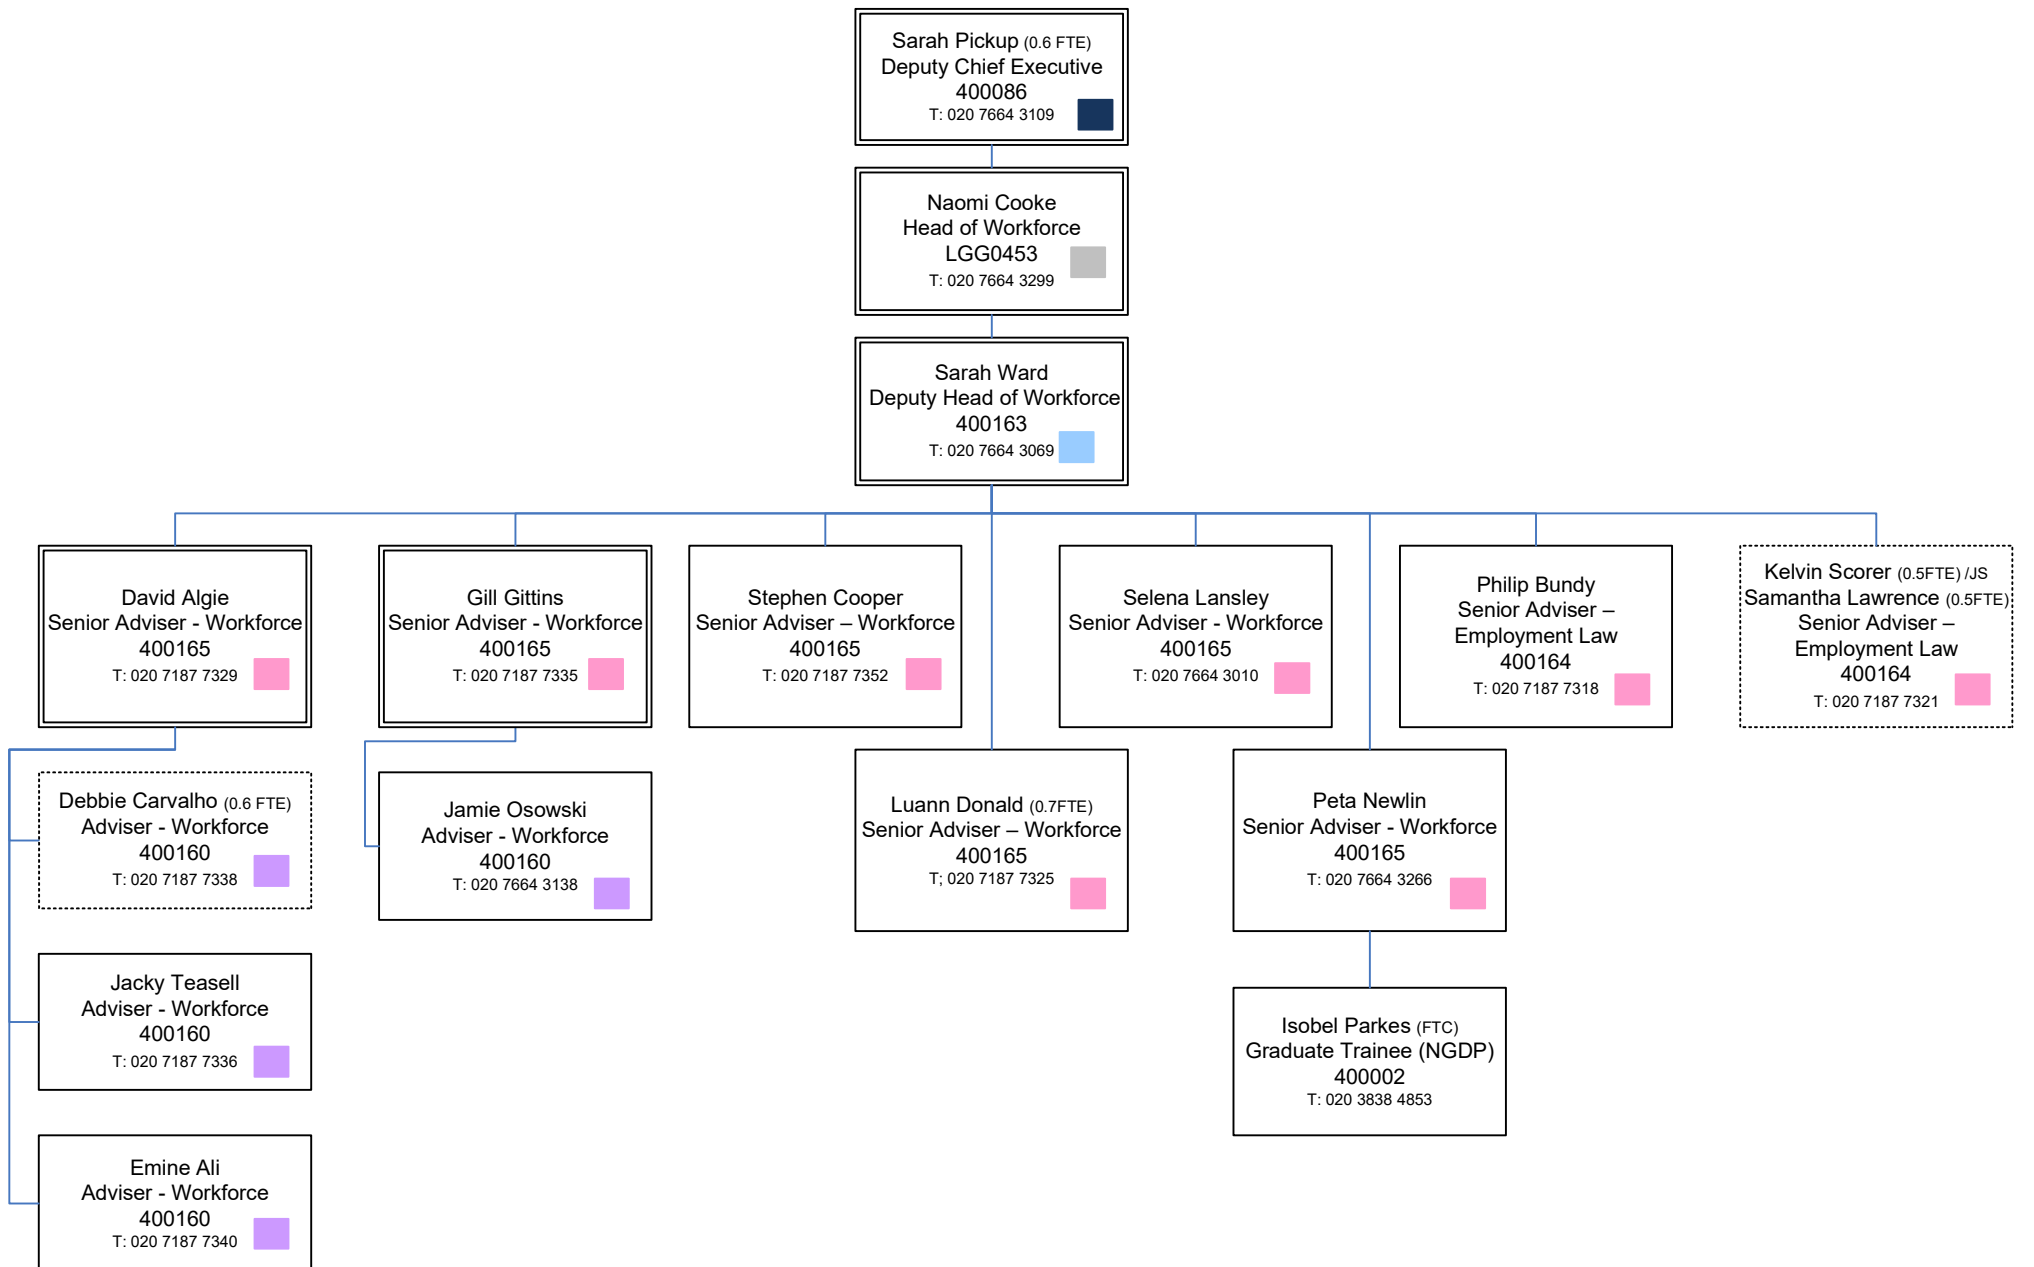 Sarah Pickup (0.6 FTE)
Deputy Chief Executive
400086
T: 020 7664 3109
Naomi Cooke
Head of Workforce
LGG0453
T: 020 7664 3299
Sarah Ward
Deputy Head of Workforce
400163
T: 020 7664 3069
David Algie
Senior Adviser - Workforce
400165
T: 020 7187 7329
Gill Gittins
Senior Adviser - Workforce
400165
T: 020 7187 7335
Stephen Cooper
Senior Adviser – Workforce
400165
T: 020 7187 7352
Selena Lansley
Senior Adviser - Workforce
400165
T: 020 7664 3010
Philip Bundy
Senior Adviser –
Employment Law
400164
T: 020 7187 7318
Kelvin Scorer (0.5FTE) /JS
Samantha Lawrence (0.5FTE)
Senior Adviser –
Employment Law
400164
T: 020 7187 7321
Debbie Carvalho (0.6 FTE)
Adviser - Workforce
400160
T: 020 7187 7338
Jamie Osowski
Adviser - Workforce
400160
T: 020 7664 3138
Luann Donald (0.7FTE)
Senior Adviser – Workforce
400165
T; 020 7187 7325
Peta Newlin
Senior Adviser - Workforce
400165
T: 020 7664 3266
Jacky Teasell
Adviser - Workforce
400160
T: 020 7187 7336
Isobel Parkes (FTC)
Graduate Trainee (NGDP)
400002
T: 020 3838 4853
Emine Ali
Adviser - Workforce
400160
T: 020 7187 7340